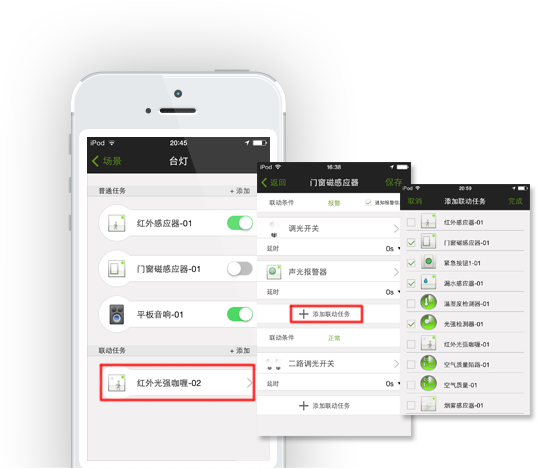 iPod 20:45
场景 台灯
普通任务 + 添加
红外感应器-01
门窗磁感应器-01
平板音响-01
联动任务 + 添加
红外光强咖喱-02
iPod 16:38
返回 门窗磁感应器 保存
联动条件 报警 通知报警信
调光开关
延时 0s
声光报警器
延时 0s
+ 添加联动任务
联动条件 正常
二路调光开关
延时 0s
+ 添加联动任务
iPod 20:59
取消 添加联动任务 完成
红外感应器-01
门窗磁感应器-01
紧急按钮1-01
漏水感应器-01
温湿度检测器-01
光强检测器-01
红外光强咖喱-01
空气质量陌路-01
空气质量-01
烟雾感应器-01